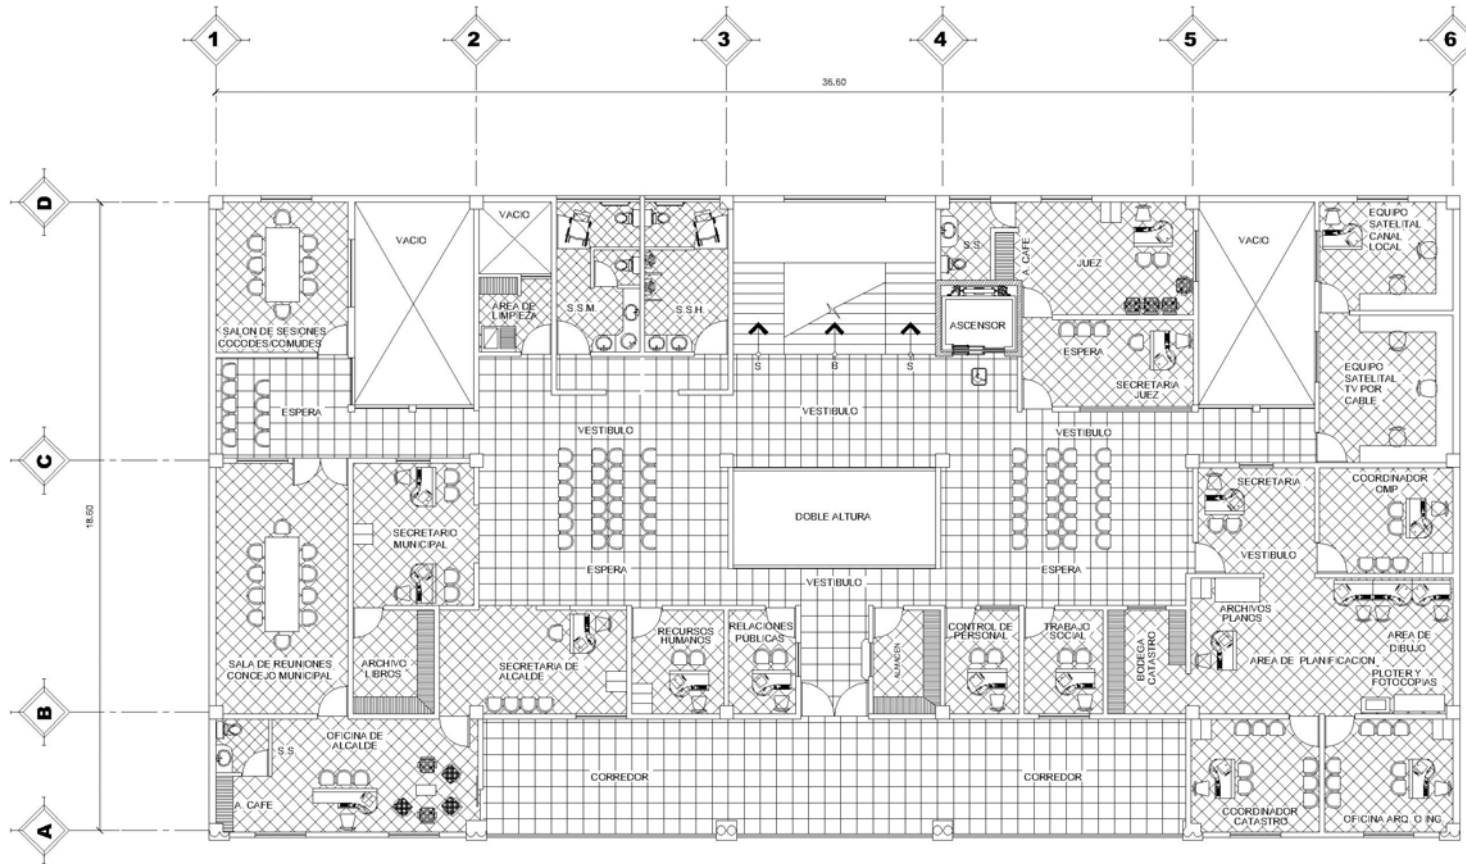 1
2
3
4
5
6
36.60
D
C
B
A
18.60
VACIO
VACIO
VACIO
SALON DE SESIONES
COCODES/COMUDES
AREA DE
LIMPIEZA
S.S.M.
S.S.H.
S
B
S
S.S.
A. CAFE
JUEZ
ASCENSOR
ESPERA
SECRETARIA
JUEZ
EQUIPO
SATELITAL
CANAL
LOCAL
EQUIPO
SATELITAL
TV POR
CABLE
ESPERA
VESTIBULO
VESTIBULO
VESTIBULO
SECRETARIO
MUNICIPAL
DOBLE ALTURA
SECRETARIA
VESTIBULO
COORDINADOR
OMP
ESPERA
VESTIBULO
ESPERA
SALA DE REUNIONES
CONCEJO MUNICIPAL
ARCHIVO
LIBROS
SECRETARIA DE
ALCALDE
RECURSOS
HUMANOS
RELACIONES
PÚBLICAS
ALMACEN
CONTROL DE
PERSONAL
TRABAJO
SOCIAL
BODEGA
CATASTRO
ARCHIVOS
PLANOS
AREA DE PLANIFICACION
AREA DE
DIBUJO
PLOTER Y
FOTOCOPIAS
OFICINA DE
ALCALDE
S.S.
A. CAFE
CORREDOR
CORREDOR
COORDINADOR
CATASTRO
OFICINA ARQ. O ING.